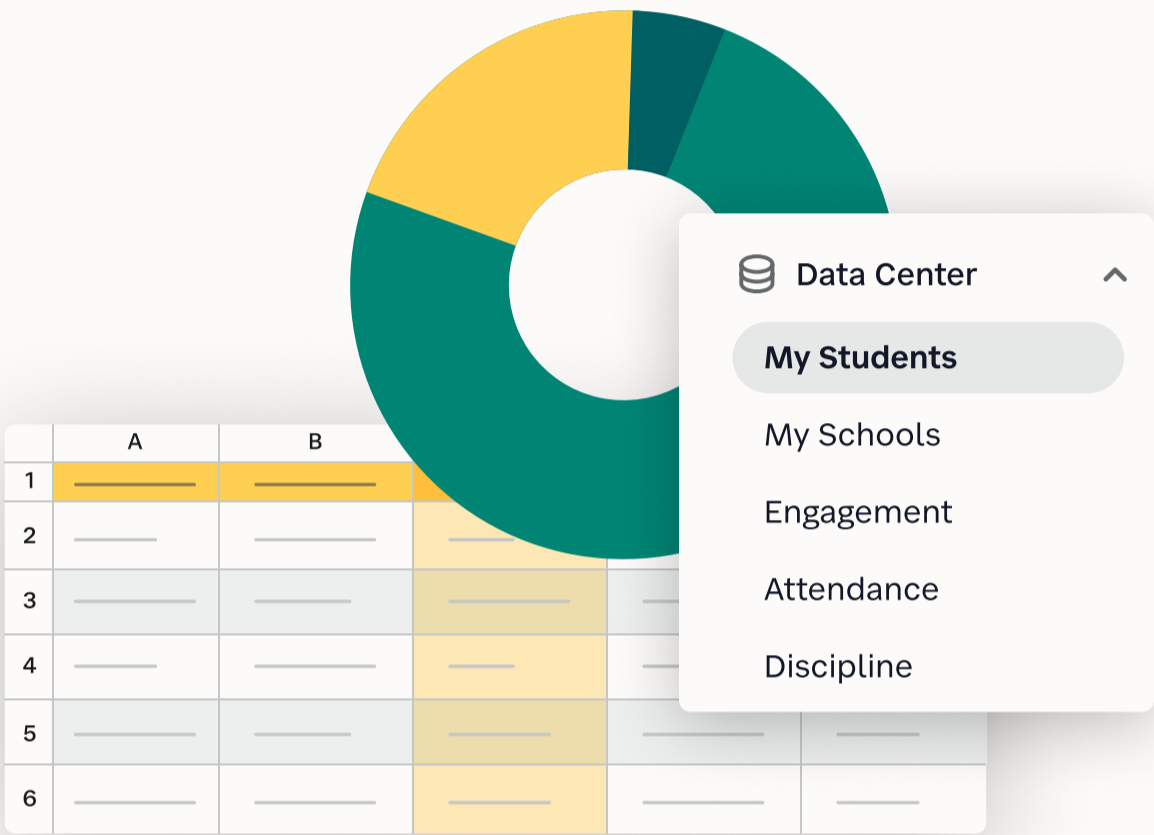 Data Center
My Students
My Schools
Engagement
Attendance
Discipline
A B
1
2
3
4
5
6